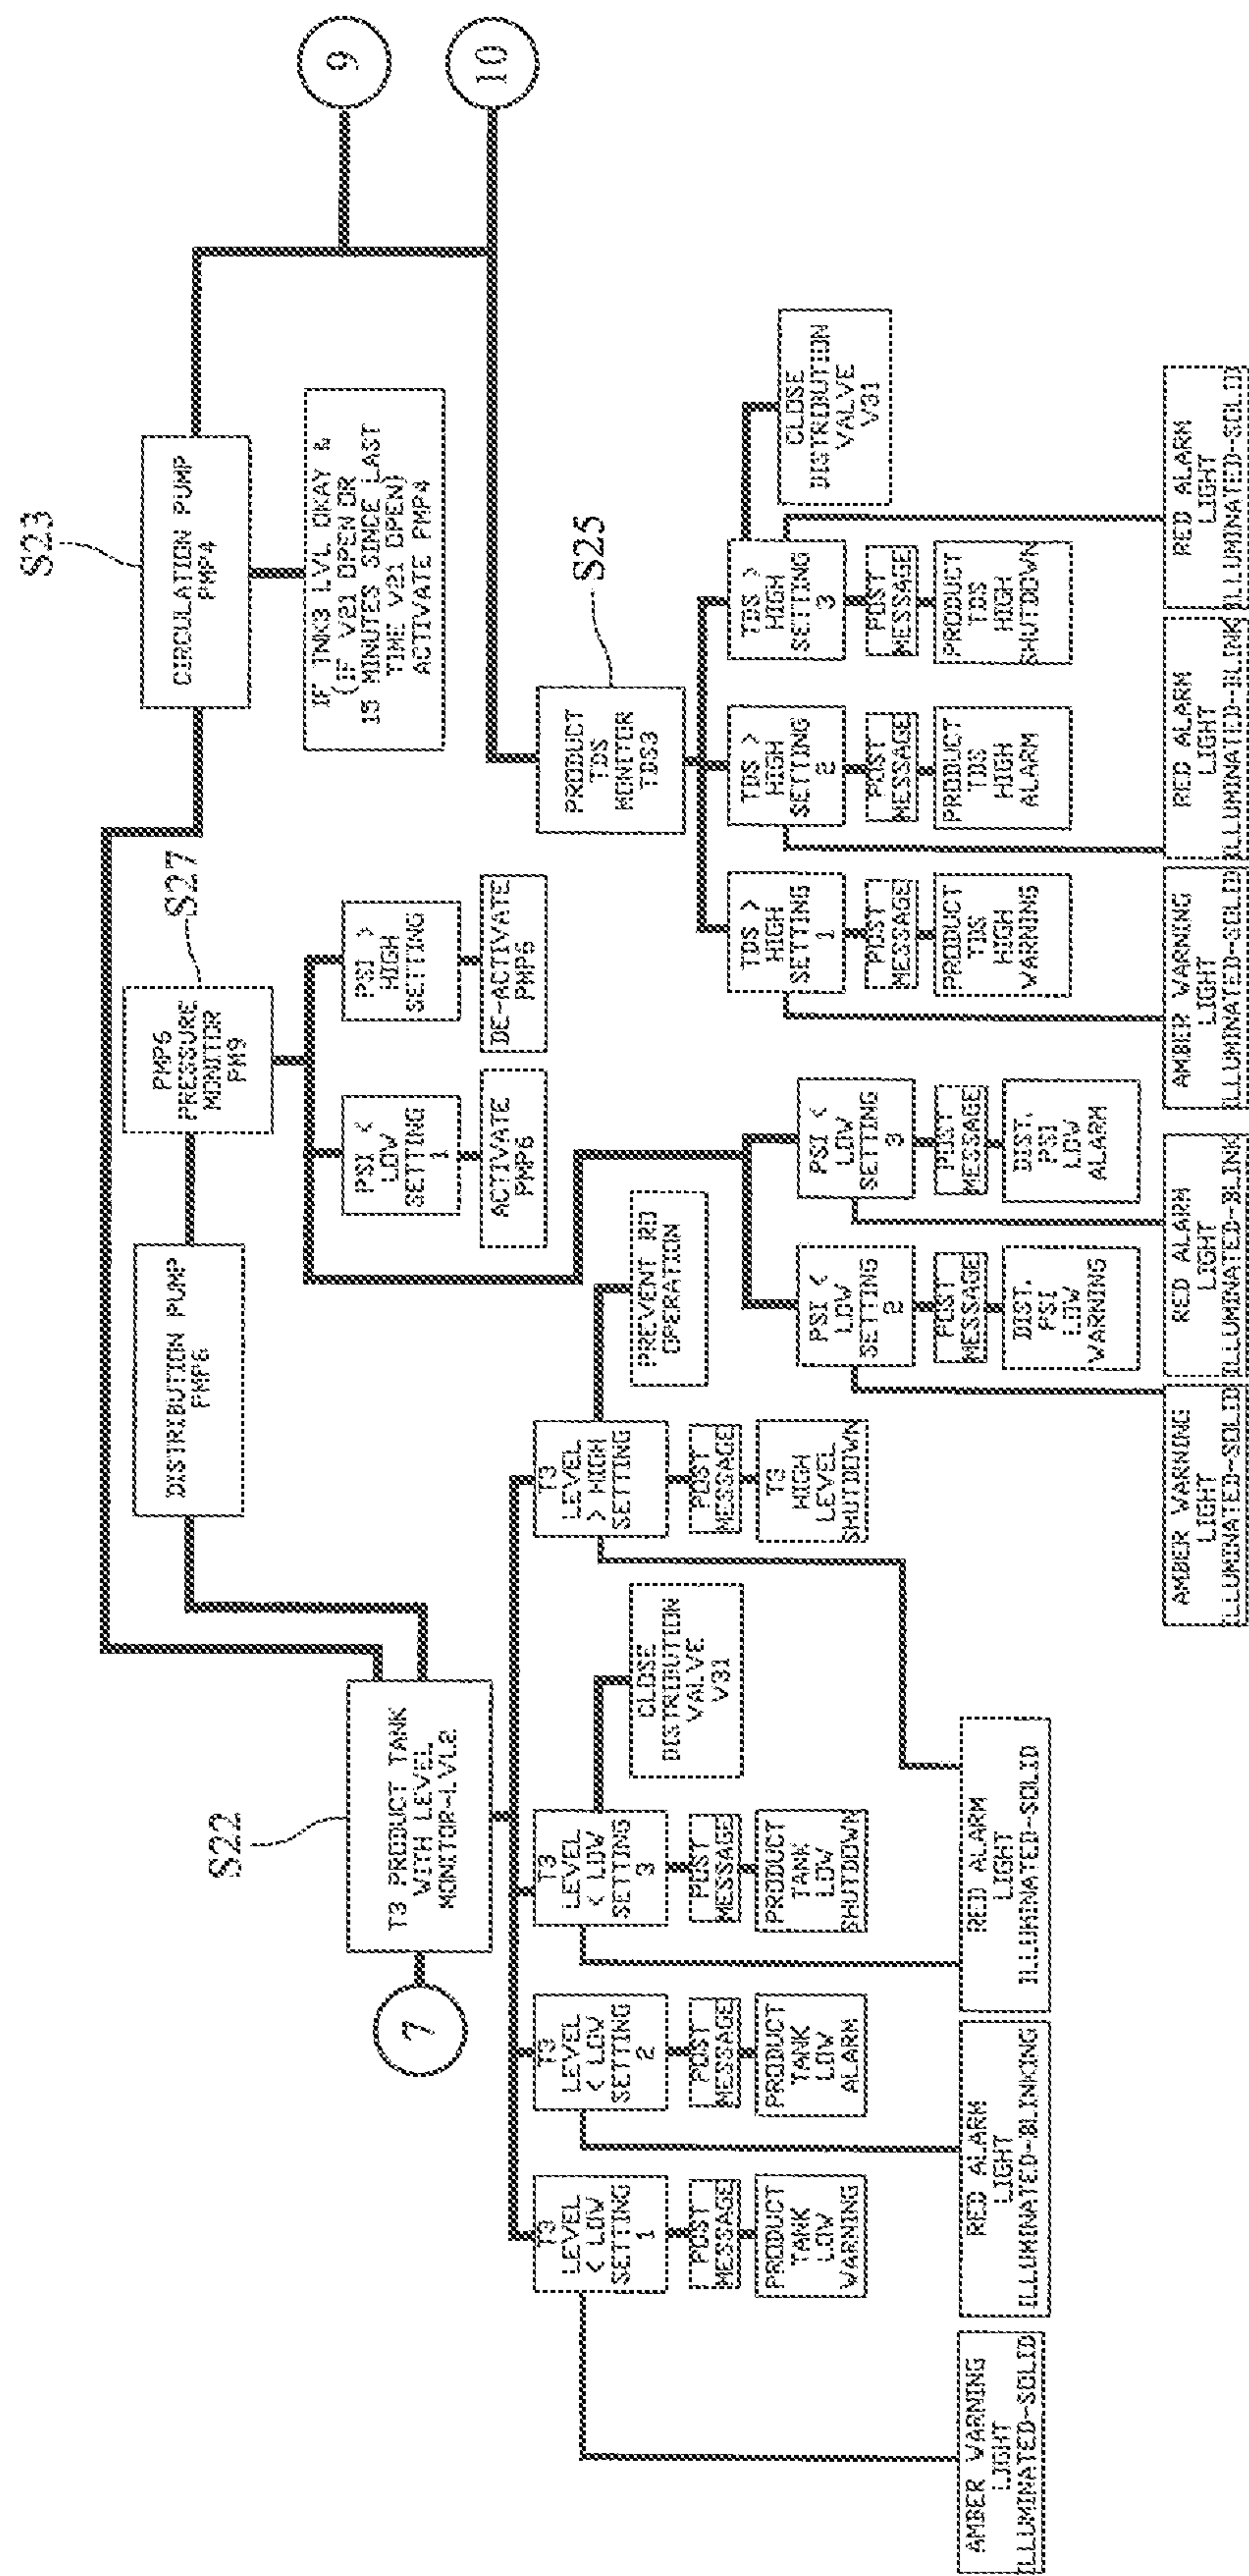 S23
CIRCULATION PUMP
PMP4
IF TNK3 LVL OKAY &
(IF V21 OPEN OR
15 MINUTES SINCE LAST
TIME V21 OPEN)
ACTIVATE PMP4
9
10
S27
PMP6
PRESSURE
MONITOR
PM9
DISTRIBUTION PUMP
PMP6
PSI <
LOW
SETTING
1
ACTIVATE
PMP6
PSI >
HIGH
SETTING
DE-ACTIVATE
PMP6
S22
T3 PRODUCT TANK
WITH LEVEL
MONITOR-LVL2
7
T3
LEVEL
< LOW
SETTING
1
POST
MESSAGE
PRODUCT
TANK
LOW
WARNING
T3
LEVEL
< LOW
SETTING
2
POST
MESSAGE
PRODUCT
TANK
LOW
ALARM
T3
LEVEL
< LOW
SETTING
3
POST
MESSAGE
PRODUCT
TANK
LOW
SHUTDOWN
CLOSE
DISTRIBUTION
VALVE
V31
T3
LEVEL
> HIGH
SETTING
POST
MESSAGE
T3
HIGH
LEVEL
SHUTDOWN
PREVENT RO
OPERATION
AMBER WARNING
LIGHT
ILLUMINATED-SOLID
RED ALARM
LIGHT
ILLUMINATED-BLINKING
RED ALARM
LIGHT
ILLUMINATED-SOLID
PSI <
LOW
SETTING
2
POST
MESSAGE
DIST.
PSI
LOW
WARNING
PSI <
LOW
SETTING
3
POST
MESSAGE
DIST.
PSI
LOW
ALARM
AMBER WARNING
LIGHT
ILLUMINATED-SOLID
RED ALARM
LIGHT
ILLUMINATED-BLINK
S25
PRODUCT
TDS
MONITOR
TDS3
TDS >
HIGH
SETTING
1
POST
MESSAGE
PRODUCT
TDS
HIGH
WARNING
TDS >
HIGH
SETTING
2
POST
MESSAGE
PRODUCT
TDS
HIGH
ALARM
TDS >
HIGH
SETTING
3
POST
MESSAGE
PRODUCT
TDS
HIGH
SHUTDOWN
CLOSE
DISTRIBUTION
VALVE
V31
AMBER WARNING
LIGHT
ILLUMINATED-SOLID
RED ALARM
LIGHT
ILLUMINATED-BLINK
RED ALARM
LIGHT
ILLUMINATED-SOLID